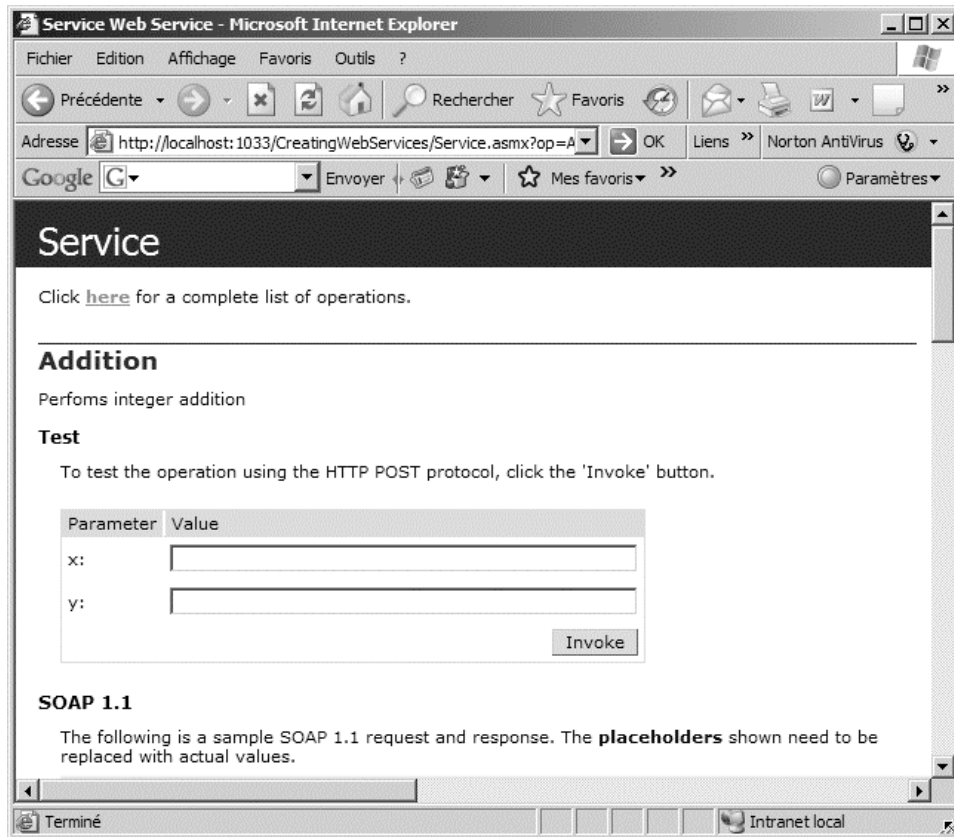 Service Web Service - Microsoft Internet Explorer
Fichier Edition Affichage Favoris Outils ?
Précédente Rechercher Favoris W »
Adresse http://localhost:1033/CreatingWebServices/Service.asmx?op=A OK Liens » Norton AntiVirus
Google G Envoyer Mes favoris » Paramètres
Service
Click here for a complete list of operations.
Addition
Perfoms integer addition
Test
To test the operation using the HTTP POST protocol, click the 'Invoke' button.
Parameter Value
x:
y:
Invoke
SOAP 1.1
The following is a sample SOAP 1.1 request and response. The placeholders shown need to be
replaced with actual values.
Terminé Intranet local